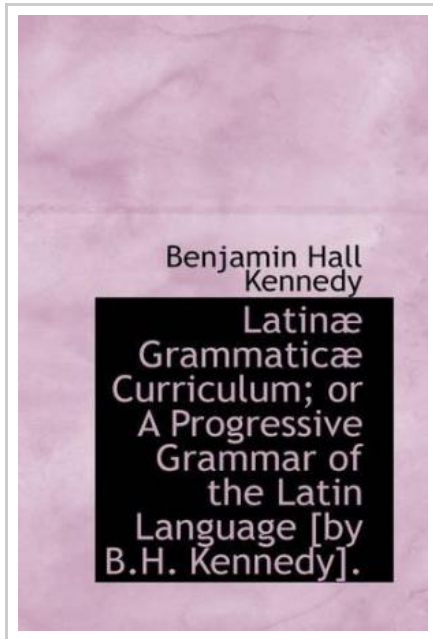 Benjamin Hall
Kennedy
Latinæ
Grammaticæ
Curriculum; or
A Progressive
Grammar of
the Latin
Language [by
B.H. Kennedy].